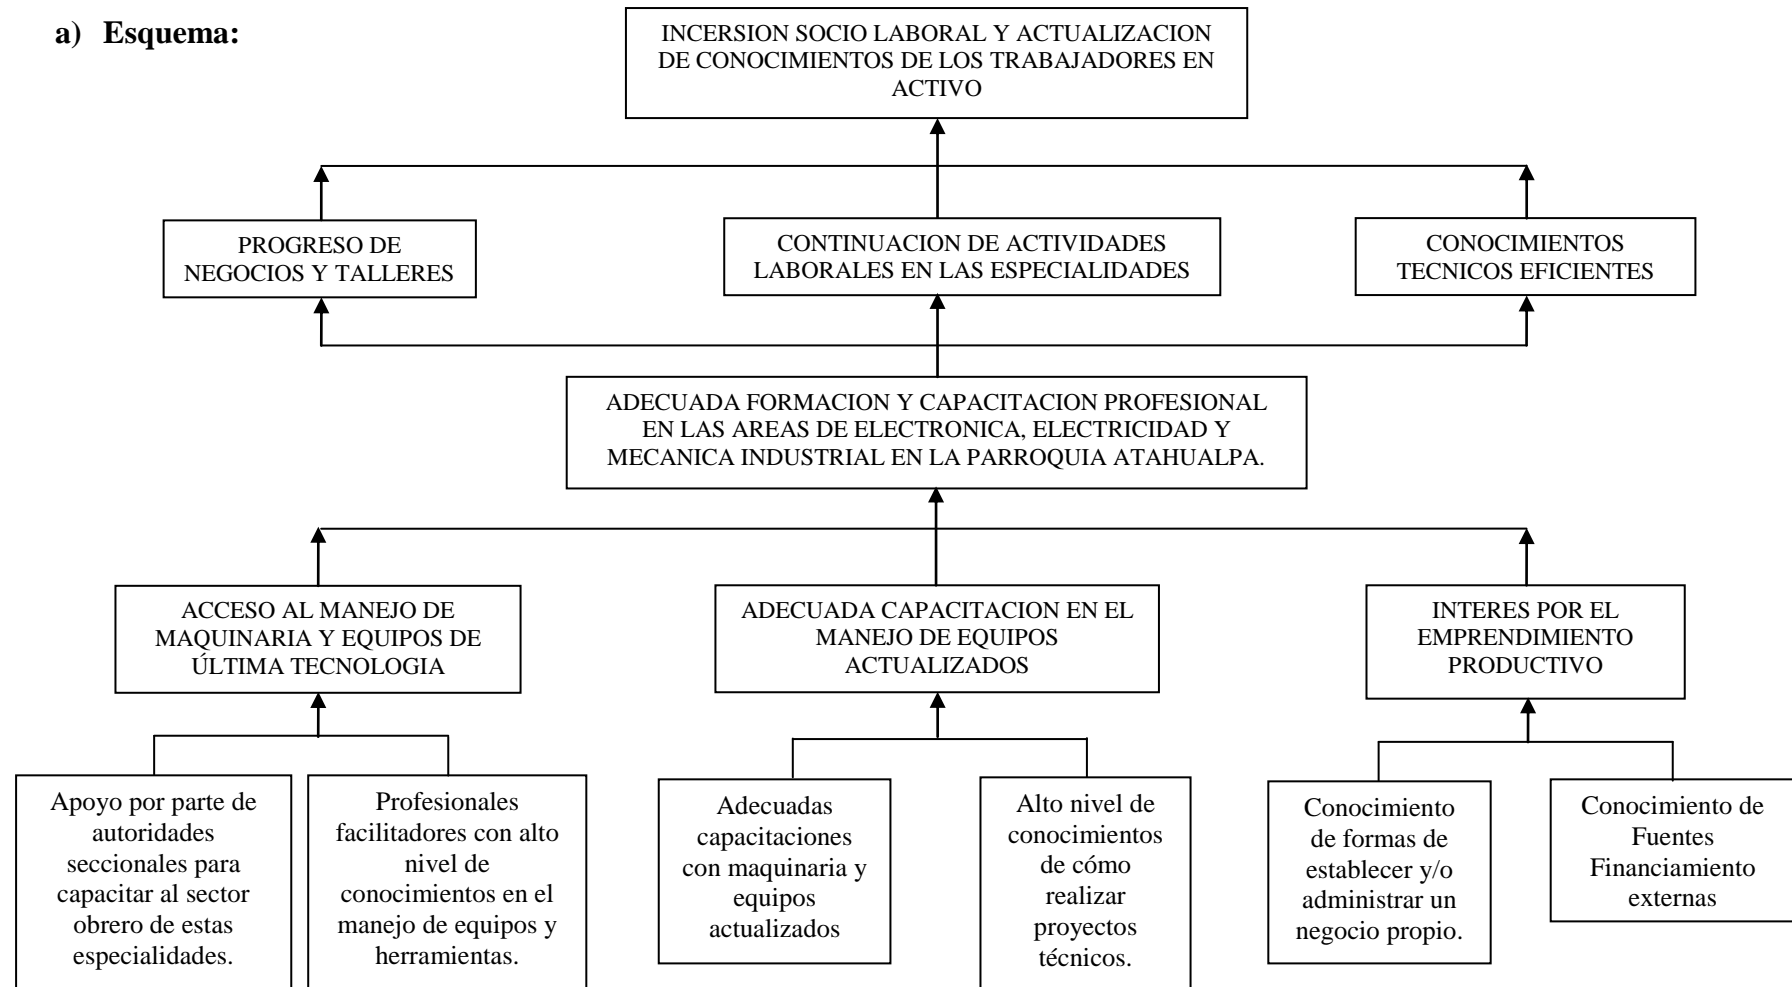 a) Esquema:
INCERSION SOCIO LABORAL Y ACTUALIZACION
DE CONOCIMIENTOS DE LOS TRABAJADORES EN
ACTIVO
PROGRESO DE
NEGOCIOS Y TALLERES
CONTINUACION DE ACTIVIDADES
LABORALES EN LAS ESPECIALIDADES
CONOCIMIENTOS
TECNICOS EFICIENTES
ADECUADA FORMACION Y CAPACITACION PROFESIONAL
EN LAS AREAS DE ELECTRONICA, ELECTRICIDAD Y
MECANICA INDUSTRIAL EN LA PARROQUIA ATAHUALPA.
ACCESO AL MANEJO DE
MAQUINARIA Y EQUIPOS DE
ÚLTIMA TECNOLOGIA
ADECUADA CAPACITACION EN EL
MANEJO DE EQUIPOS
ACTUALIZADOS
INTERES POR EL
EMPRENDIMIENTO
PRODUCTIVO
Apoyo por parte de
autoridades
seccionales para
capacitar al sector
obrero de estas
especialidades.
Profesionales
facilitadores con alto
nivel de
conocimientos en el
manejo de equipos y
herramientas.
Adecuadas
capacitaciones
con maquinaria y
equipos
actualizados
Alto nivel de
conocimientos
de cómo
realizar
proyectos
técnicos.
Conocimiento
de formas de
establecer y/o
administrar un
negocio propio.
Conocimiento de
Fuentes
Financiamiento
externas